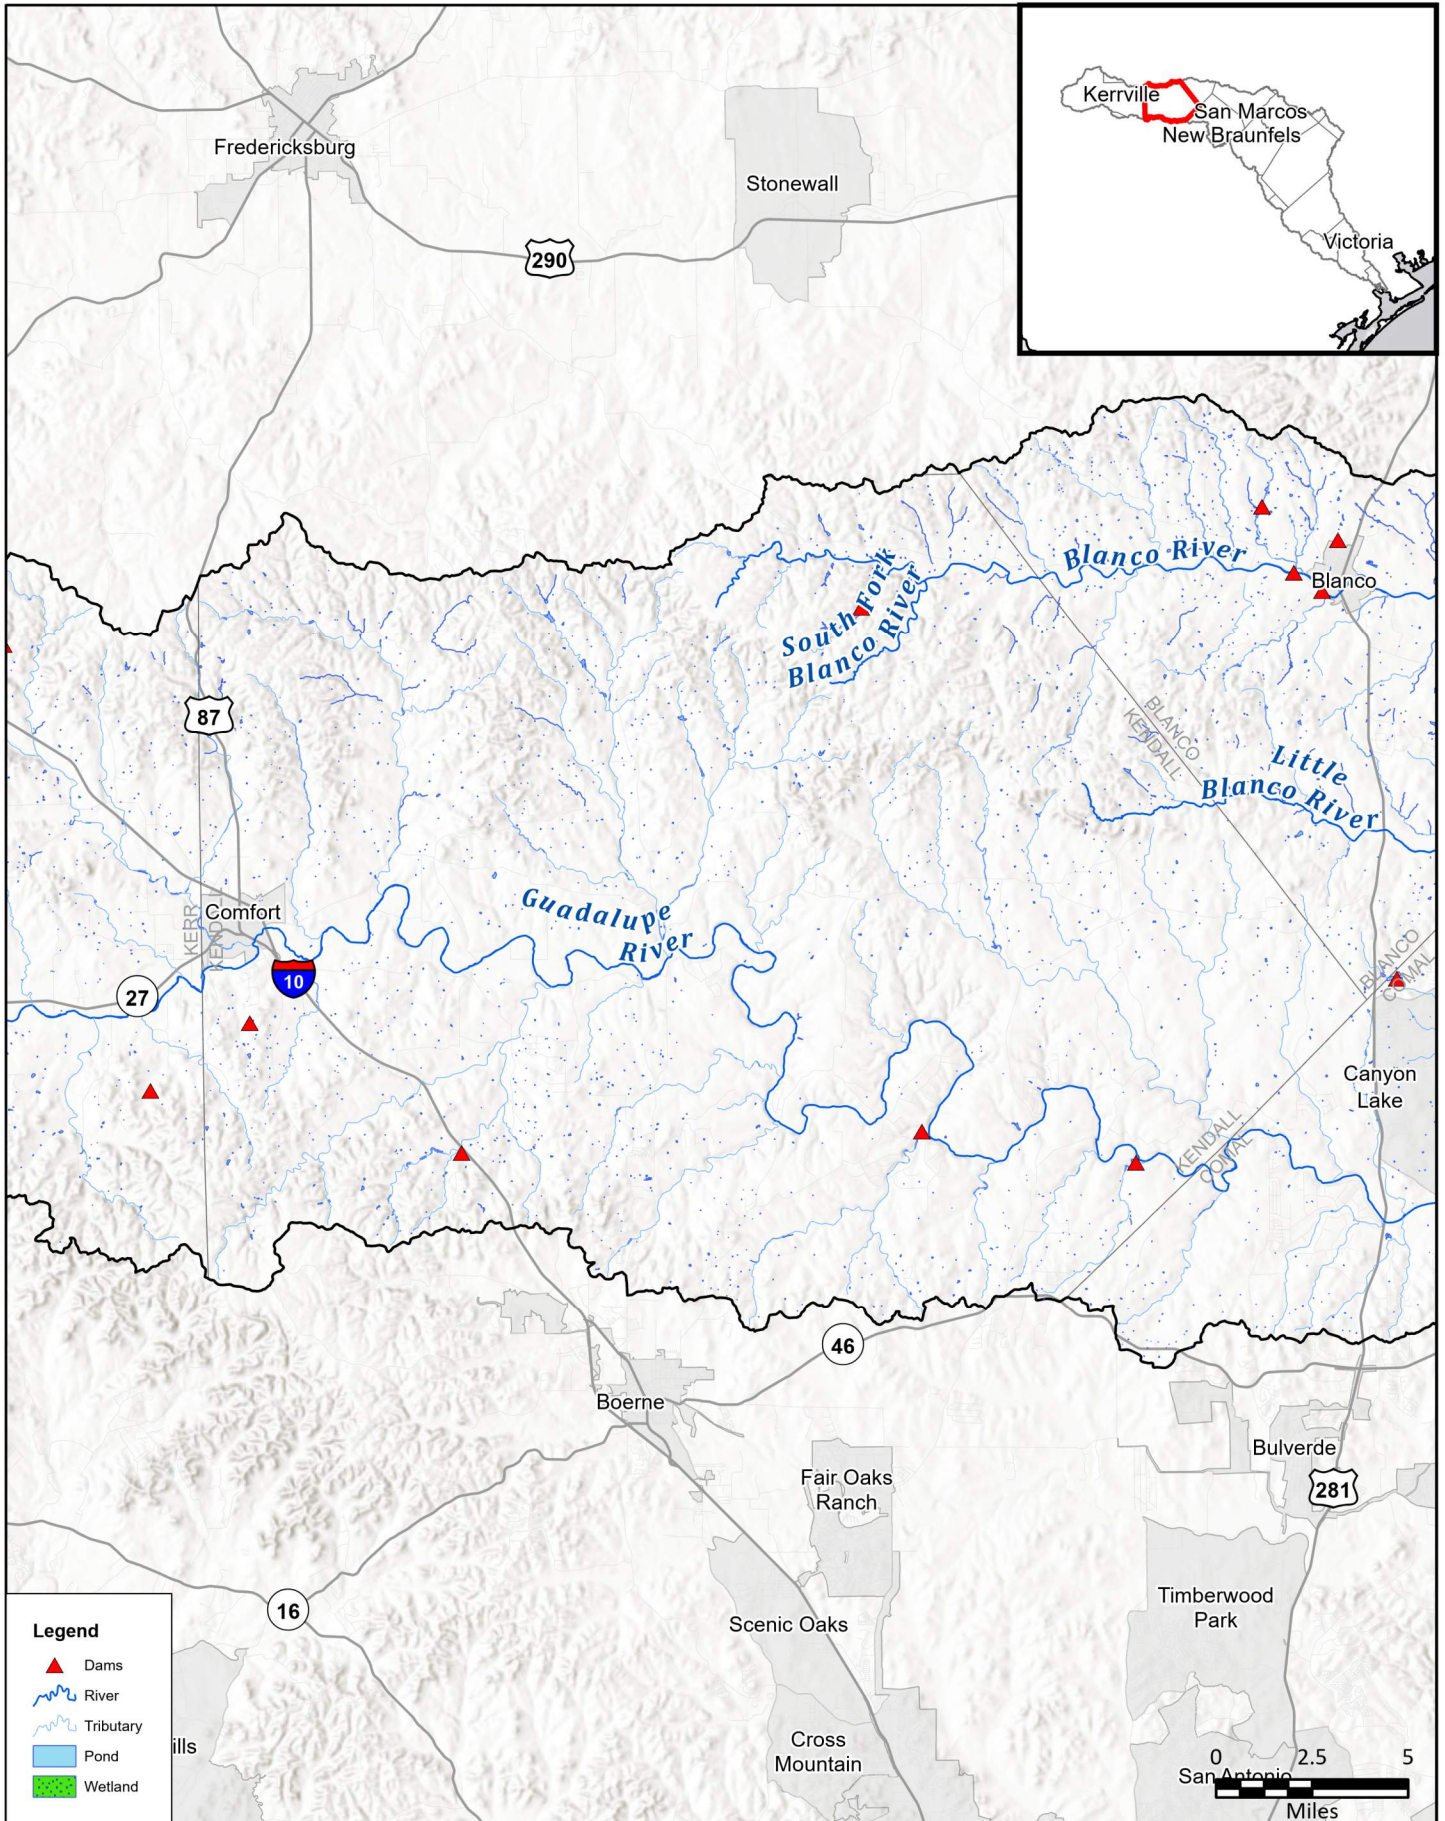 Kerrville
San Marcos
New Braunfels
Victoria
Fredericksburg
Stonewall
290
Blanco River
Blanco
South Fork
Blanco River
87
BLANCO
KENDALL
Little
Blanco River
Guadalupe
River
Comfort
KERR
KENDALL
10
27
BLANCO
COMAL
Canyon
Lake
KENDALL
COMAL
46
Boerne
Bulverde
281
Fair Oaks
Ranch
16
Timberwood
Park
Scenic Oaks
Cross
Mountain
ills
San Antonio
Legend
Dams
River
Tributary
Pond
Wetland
0 2.5 5
Miles